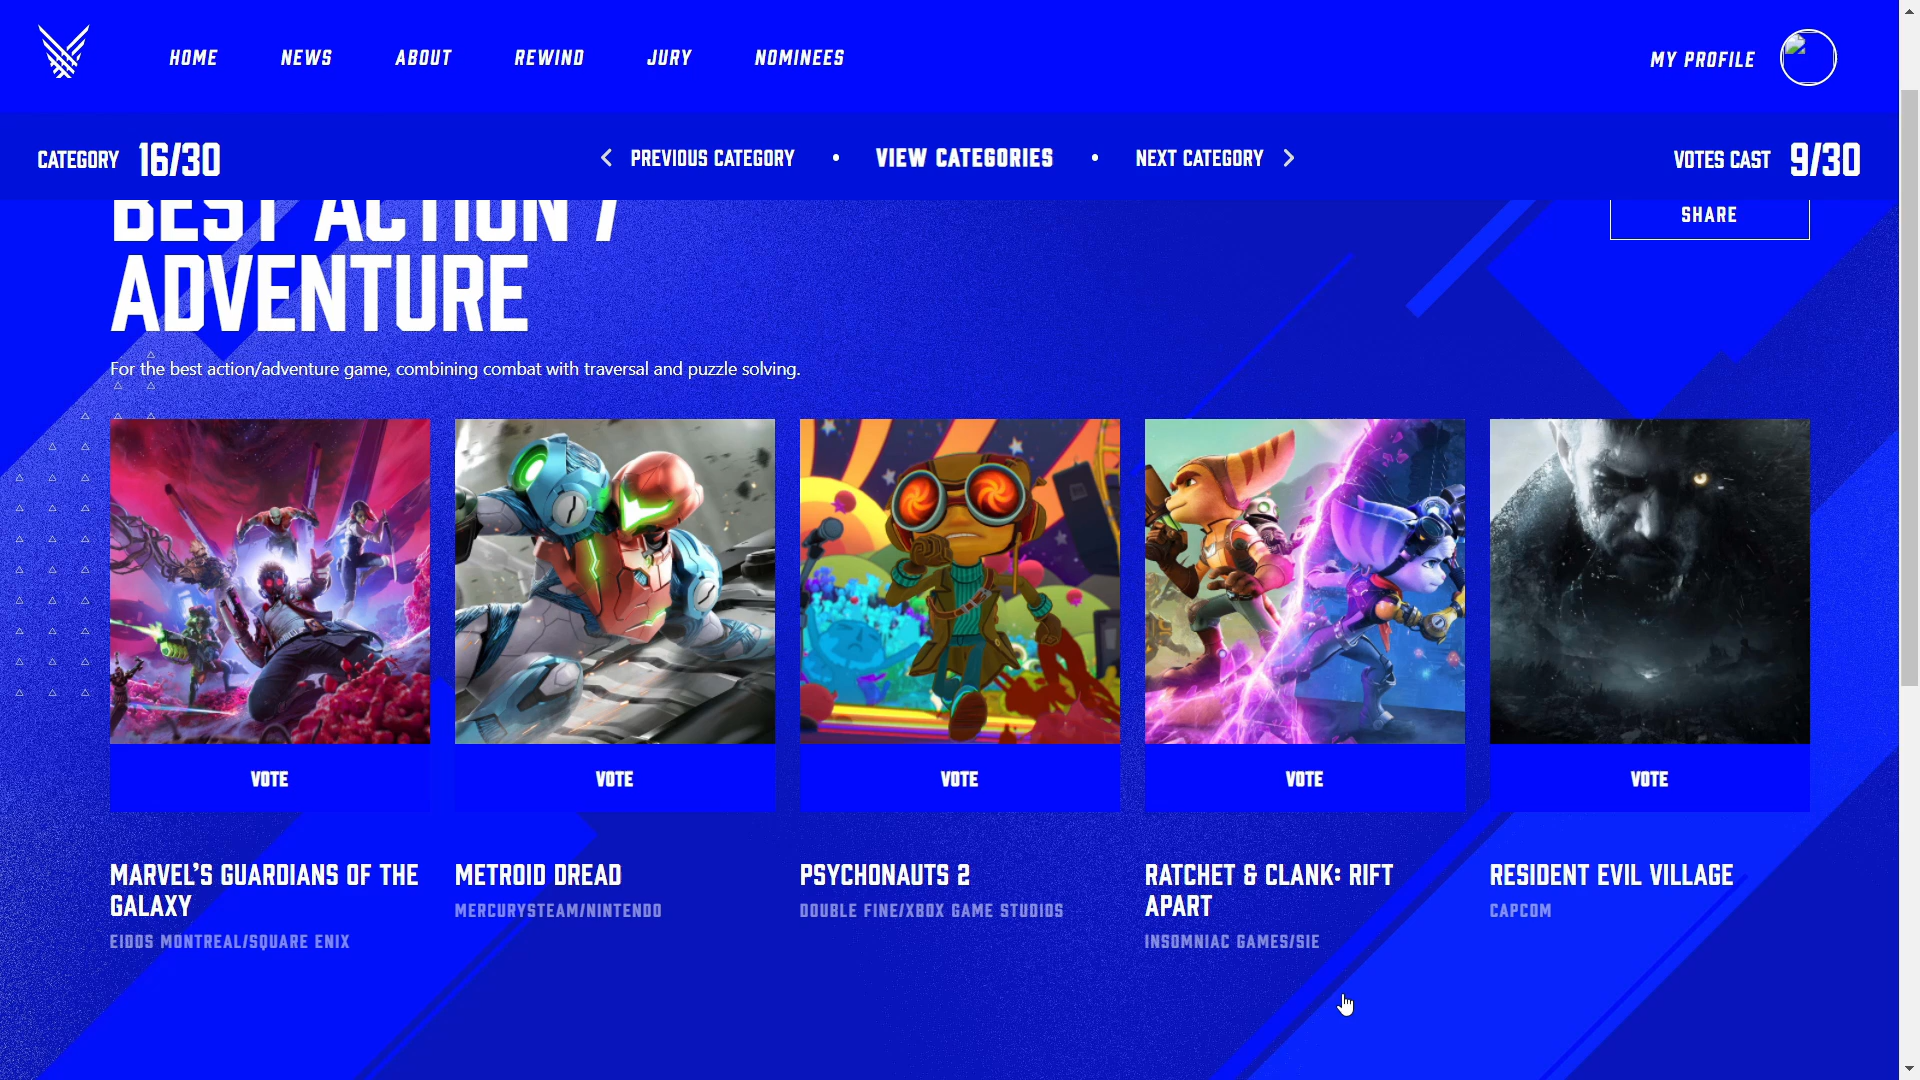 HOME
NEWS
ABOUT
REWIND
JURY
NOMINEES
MY PROFILE
CATEGORY 16/30
PREVIOUS CATEGORY
VIEW CATEGORIES
NEXT CATEGORY
VOTES CAST 9/30
BEST ACTION /
ADVENTURE
SHARE
For the best action/adventure game, combining combat with traversal and puzzle solving.
VOTE
VOTE
VOTE
VOTE
VOTE
MARVEL'S GUARDIANS OF THE
GALAXY
EIDOS MONTREAL/SQUARE ENIX
METROID DREAD
MERCURYSTEAM/NINTENDO
PSYCHONAUTS 2
DOUBLE FINE/XBOX GAME STUDIOS
RATCHET & CLANK: RIFT
APART
INSOMNIAC GAMES/SIE
RESIDENT EVIL VILLAGE
CAPCOM